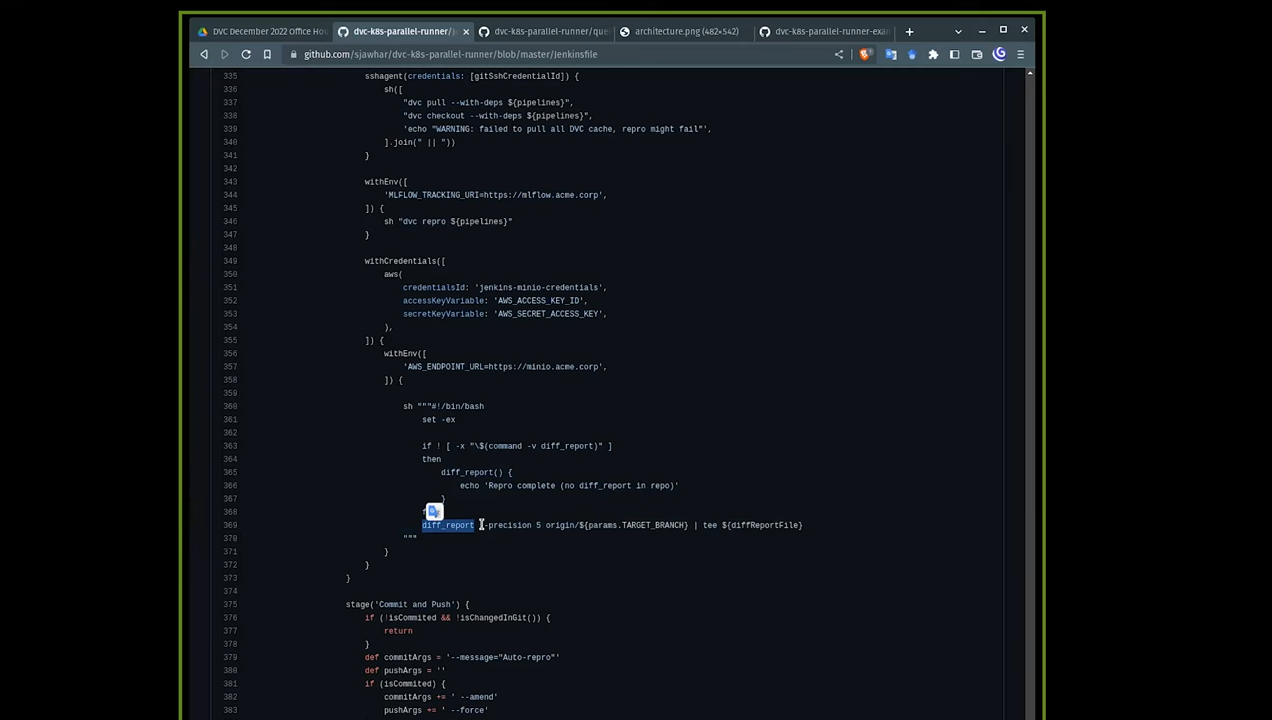 DVC December 2022 Office Hou
dvc-k8s-parallel-runner/J
dvc-k8s-parallel-runner/que
architecture.png (482×542)
dvc-k8s-parallel-runner-exa
github.com/sjawhar/dvc-k8s-parallel-runner/blob/master/Jenkinsfile
335 sshagent(credentials: [gitSshCredentialId]) {
336 sh([
337 "dvc pull --with-deps ${pipelines}",
338 "dvc checkout --with-deps ${pipelines}",
339 'echo "WARNING: failed to pull all DVC cache, repro might fail"',
340 ].join(" || "))
341 }
342
343 withEnv([
344 'MLFLOW_TRACKING_URI=https://mlflow.acme.corp',
345 ]) {
346 sh "dvc repro ${pipelines}"
347 }
348
349 withCredentials([
350 aws(
351 credentialsId: 'jenkins-minio-credentials',
352 accessKeyVariable: 'AWS_ACCESS_KEY_ID',
353 secretKeyVariable: 'AWS_SECRET_ACCESS_KEY',
354 ),
355 ]) {
356 withEnv([
357 'AWS_ENDPOINT_URL=https://minio.acme.corp',
358 ]) {
359
360 sh """#!/bin/bash
361 set -ex
362
363 if ! [ -x "\$(command -v diff_report)" ]
364 then
365 diff_report() {
366 echo 'Repro complete (no diff_report in repo)'
367 }
368
369 diff_report --precision 5 origin/${params.TARGET_BRANCH} | tee ${diffReportFile}
370 """
371 }
372 }
373 }
374
375 stage('Commit and Push') {
376 if (!isCommited && !isChangedInGit()) {
377 return
378 }
379 def commitArgs = '--message="Auto-repro"'
380 def pushArgs = ''
381 if (isCommited) {
382 commitArgs += ' --amend'
383 pushArgs += ' --force'